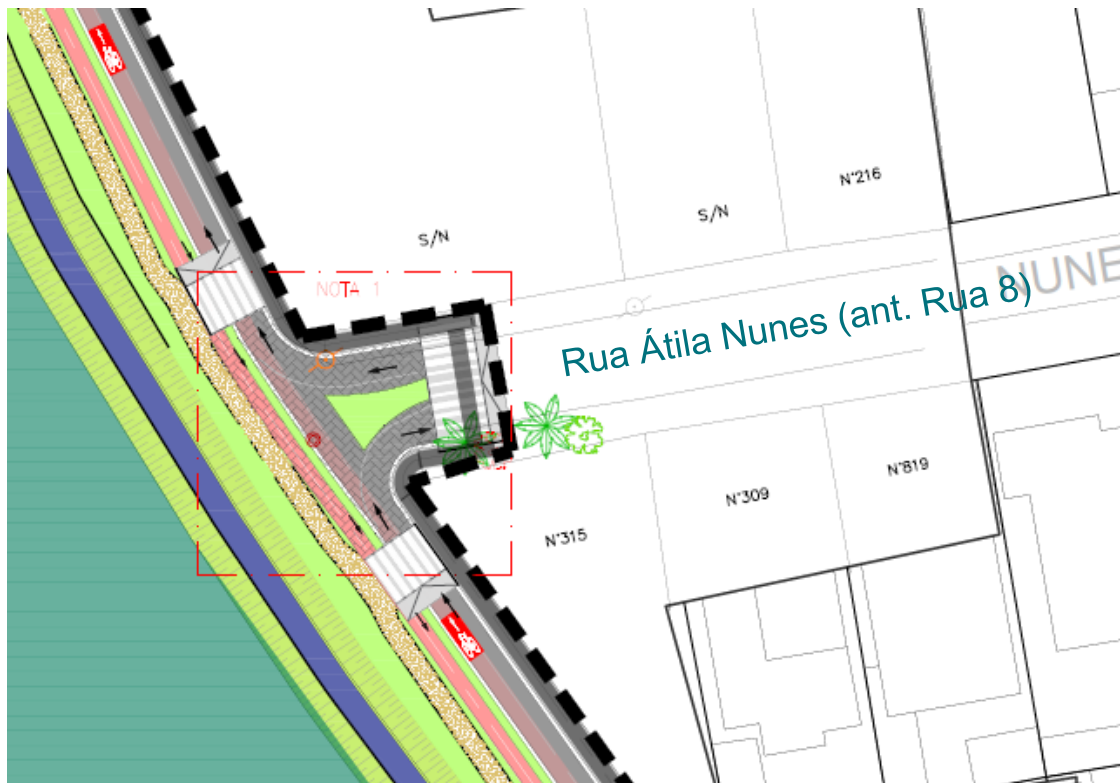 N°216
S/N
S/N
NOTA 1
NUNE
Rua Átila Nunes (ant. Rua 8)
N°819
N°309
N°315